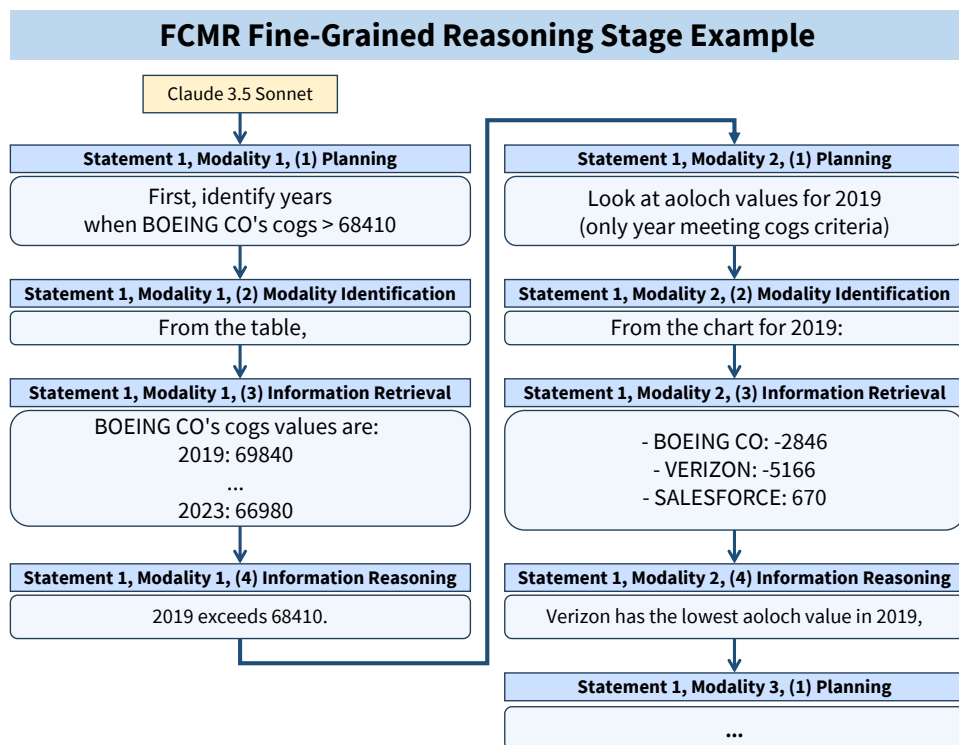 FCMR Fine-Grained Reasoning Stage Example
Claude 3.5 Sonnet
Statement 1, Modality 1, (1) Planning
First, identify years
when BOEING CO's cogs > 68410
Statement 1, Modality 1, (2) Modality Identification
From the table,
Statement 1, Modality 1, (3) Information Retrieval
BOEING CO's cogs values are:
2019: 69840
...
2023: 66980
Statement 1, Modality 1, (4) Information Reasoning
2019 exceeds 68410.
Statement 1, Modality 2, (1) Planning
Look at aoloch values for 2019
(only year meeting cogs criteria)
Statement 1, Modality 2, (2) Modality Identification
From the chart for 2019:
Statement 1, Modality 2, (3) Information Retrieval
- BOEING CO: -2846
- VERIZON: -5166
- SALESFORCE: 670
Statement 1, Modality 2, (4) Information Reasoning
Verizon has the lowest aoloch value in 2019,
Statement 1, Modality 3, (1) Planning
...